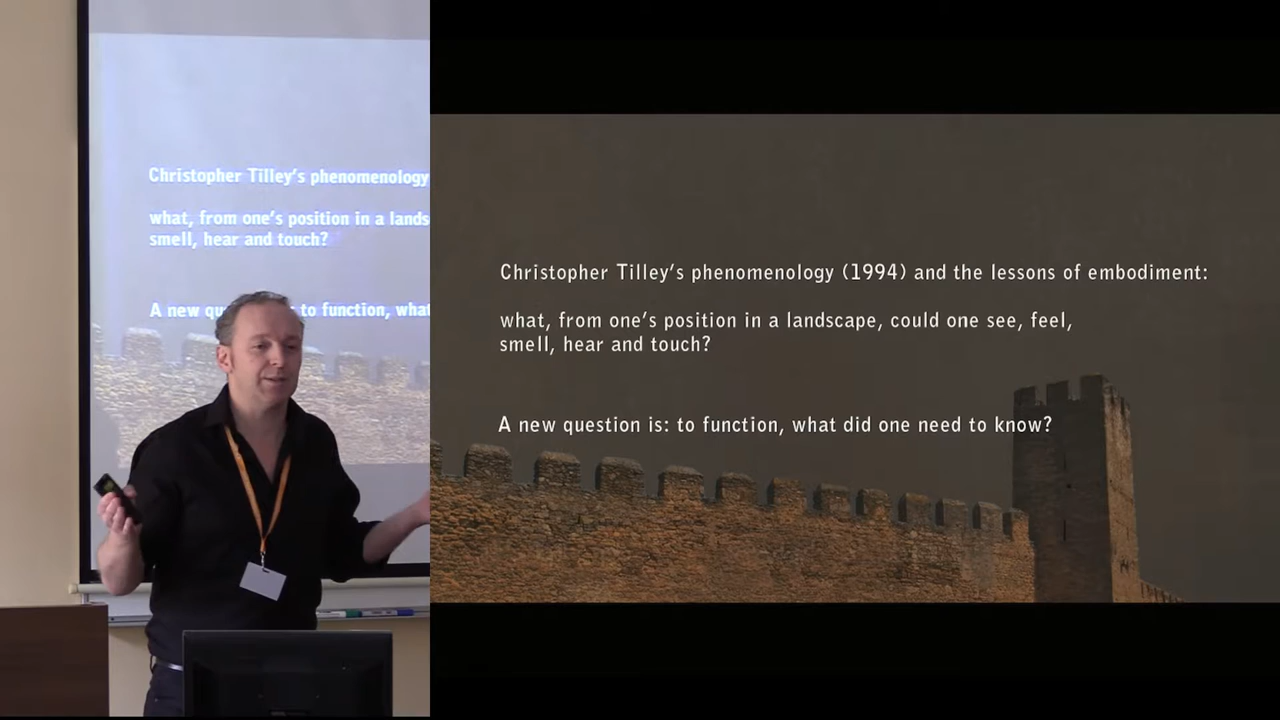 Christopher Tilley's phenomenology
what, from one's position in a lands
smell, hear and touch?
A new qu to function, what
Christopher Tilley's phenomenology (1994) and the lessons of embodiment:
what, from one's position in a landscape, could one see, feel,
smell, hear and touch?
A new question is: to function, what did one need to know?